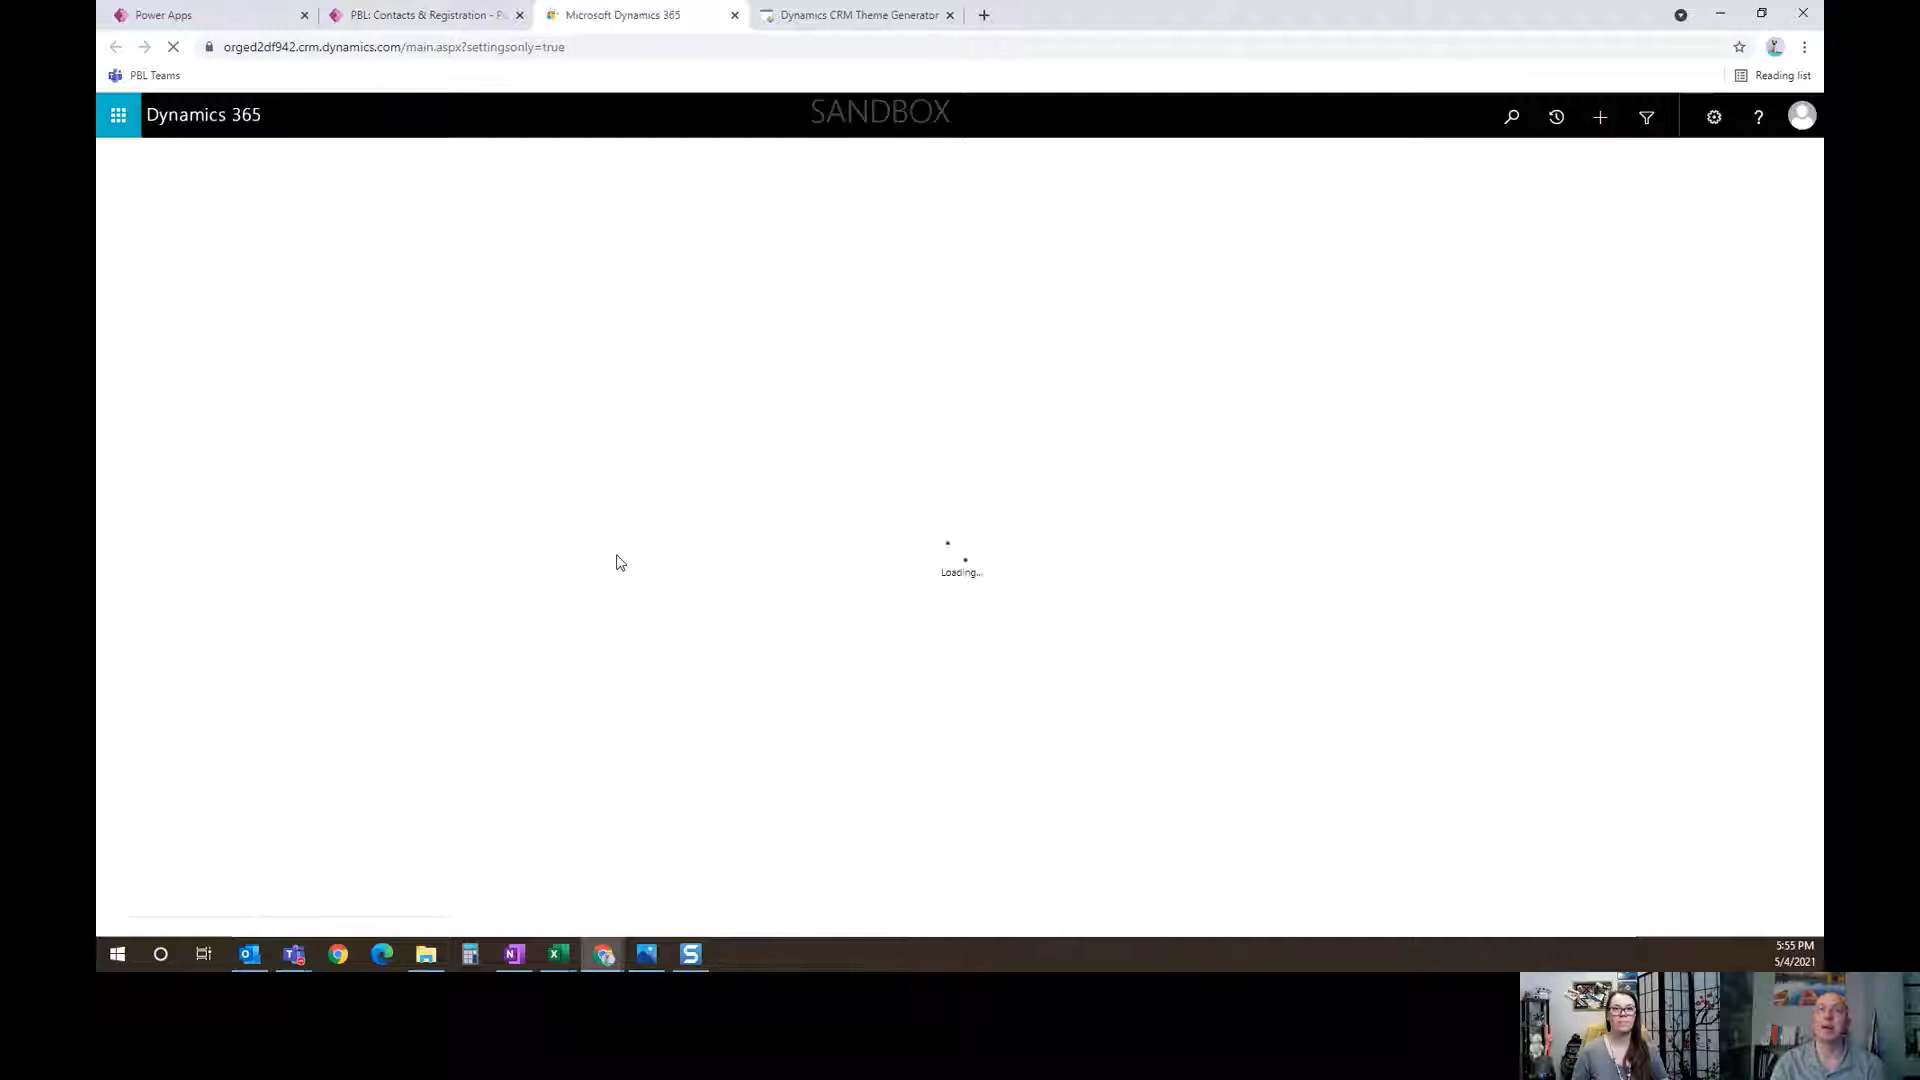 Power Apps
PBL: Contacts & Registration - P
Microsoft Dynamics 365
Dynamics CRM Theme Generator
orged2df942.crm.dynamics.com/main.aspx?settingsonly=true
PBL Teams
Reading list
Dynamics 365
SANDBOX
Loading...
5:55 PM
5/4/2021